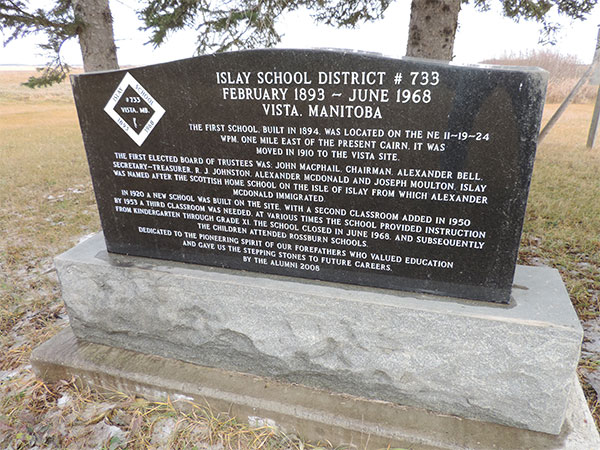 ISLAY SCHOOL DISTRICT # 733
FEBRUARY 1893 ~ JUNE 1968
VISTA, MANITOBA
ISLAY SCHOOL
# 733
VISTA, MB.
1893
THE FIRST SCHOOL, BUILT IN 1894, WAS LOCATED ON THE NE 11-19-24
WPM, ONE MILE EAST OF THE PRESENT CAIRN. IT WAS
MOVED IN 1910 TO THE VISTA SITE.
THE FIRST ELECTED BOARD OF TRUSTEES WAS: JOHN MACPHAIL, CHAIRMAN, ALEXANDER BELL,
SECRETARY-TREASURER, R. J. JOHNSTON, ALEXANDER MCDONALD AND JOSEPH MOULTON. ISLAY
WAS NAMED AFTER THE SCOTTISH HOME SCHOOL ON THE ISLE OF ISLAY FROM WHICH ALEXANDER
MCDONALD IMMIGRATED
IN 1920 A NEW SCHOOL WAS BUILT ON THE SITE, WITH A SECOND CLASSROOM ADDED IN 1950
BY 1953 A THIRD CLASSROOM WAS NEEDED. AT VARIOUS TIMES THE SCHOOL PROVIDED INSTRUCTION
FROM KINDERGARTEN THROUGH GRADE XI. THE SCHOOL CLOSED IN JUNE 1968, AND SUBSEQUENTLY
THE CHILDREN ATTENDED ROSSBURN SCHOOLS.
DEDICATED TO THE PIONEERING SPIRIT OF OUR FOREFATHERS WHO VALUED EDUCATION
AND GAVE US THE STEPPING STONES TO FUTURE CAREERS.
BY THE ALUMNI 2008